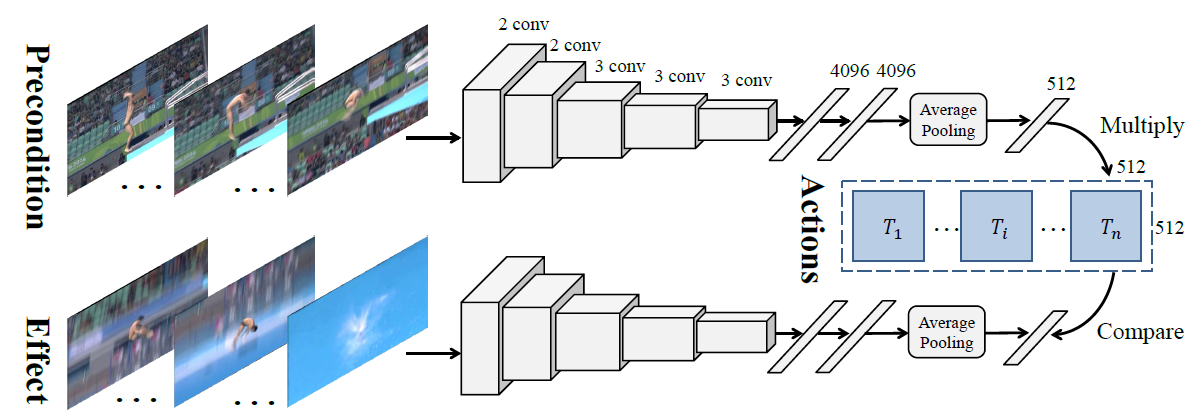 Precondition
2 conv
2 conv
3 conv
3 conv
3 conv
4096 4096
Average
Pooling
512
Multiply
Actions
512
T₁ ... Tᵢ ... Tₙ
512
Effect
Average
Pooling
Compare